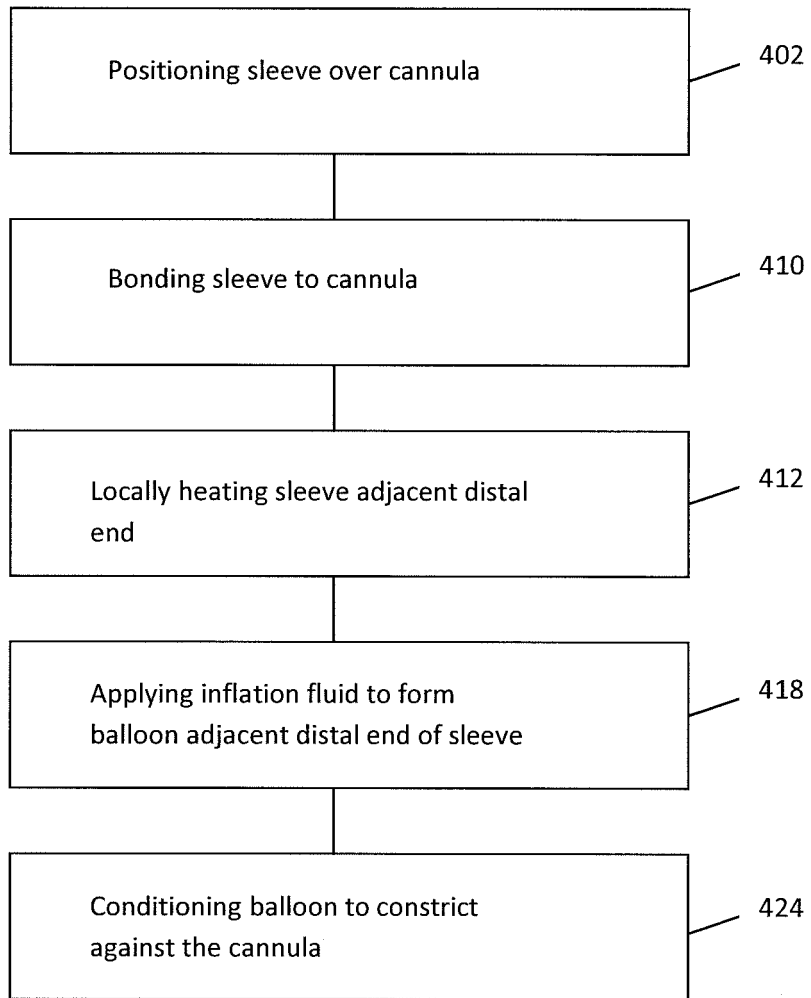 Positioning sleeve over cannula
402
Bonding sleeve to cannula
410
Locally heating sleeve adjacent distal
end
412
Applying inflation fluid to form
balloon adjacent distal end of sleeve
418
Conditioning balloon to constrict
against the cannula
424